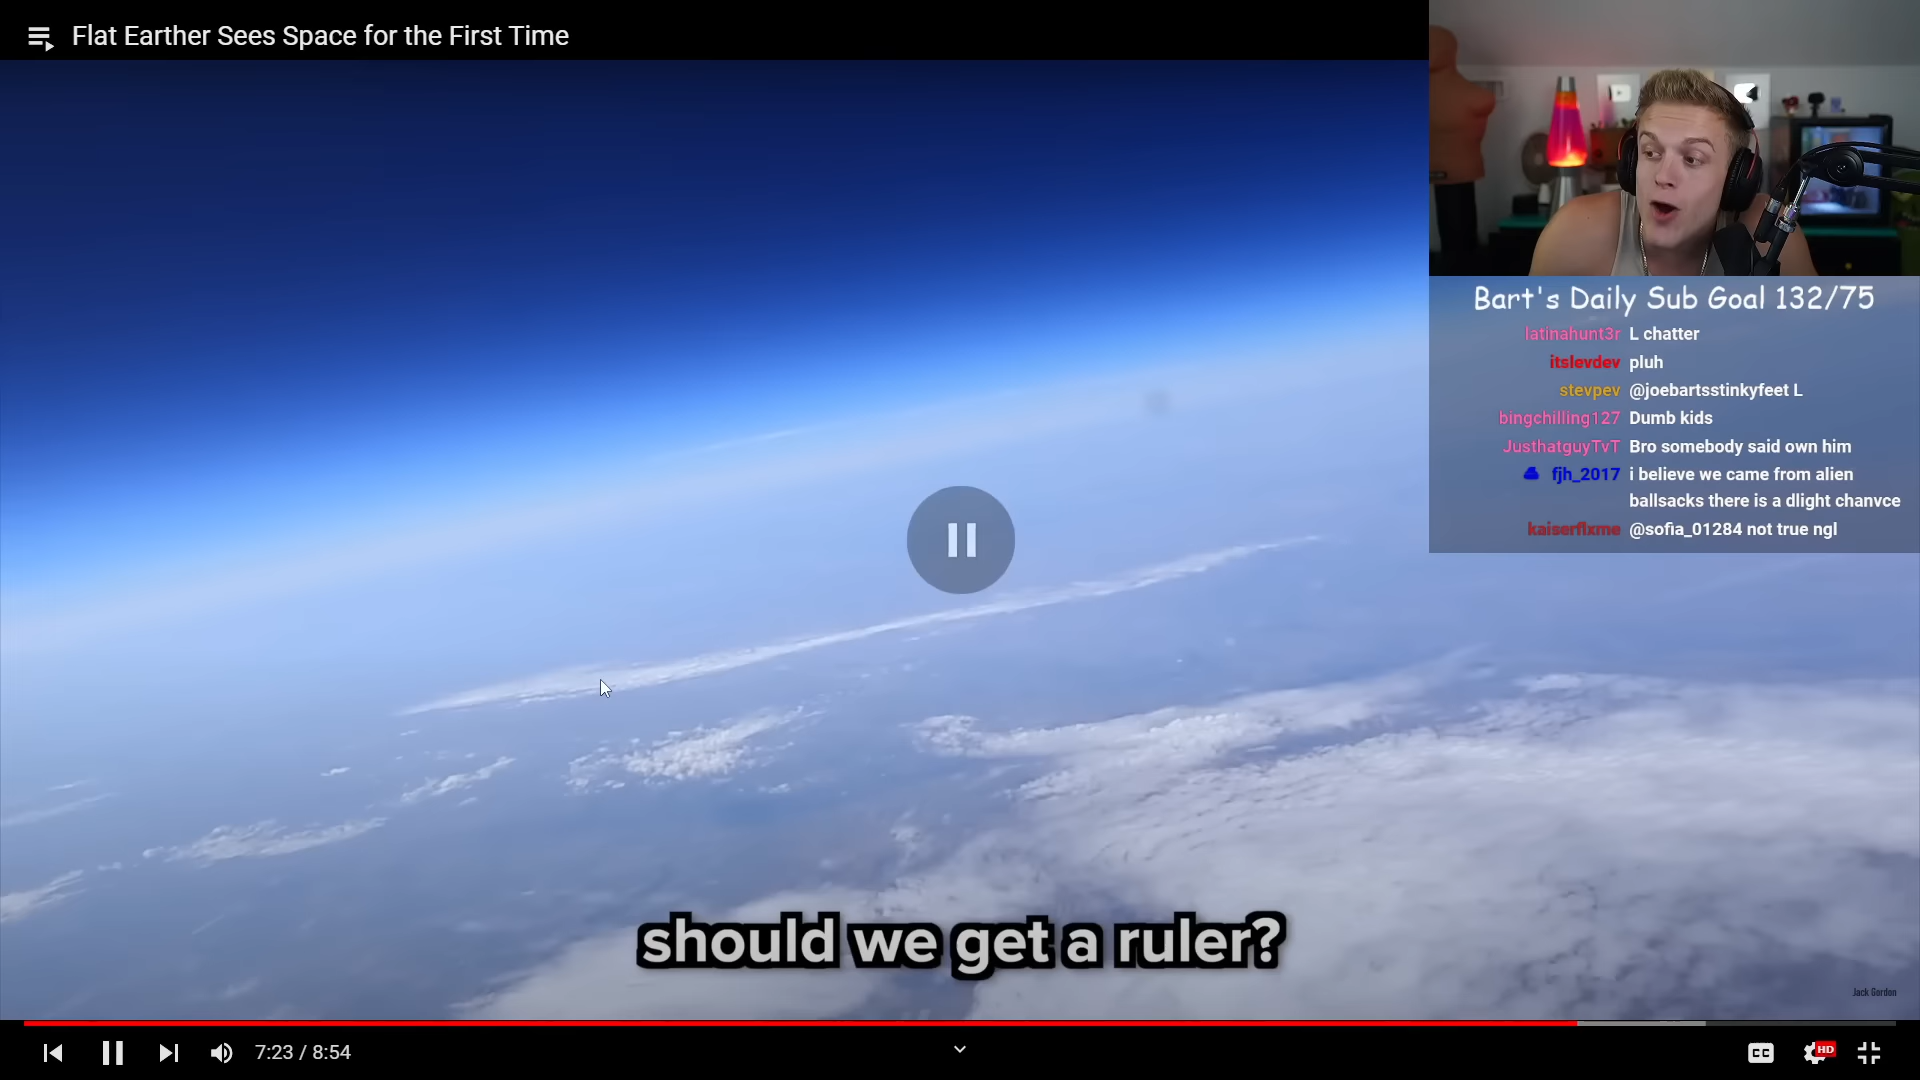 Flat Earther Sees Space for the First Time
Bart's Daily Sub Goal 132/75
latinahunt3r L chatter
itslevdev pluh
stevpev @joebartsstinkyfeet L
bingchilling127 Dumb kids
JusthatguyTvT Bro somebody said own him
fjh_2017 i believe we came from alien
ballsacks there is a dlight chanvce
kaiserflxme @sofia_01284 not true ngl
should we get a ruler?
Jack Gordon
7:23 / 8:54
CC
HD